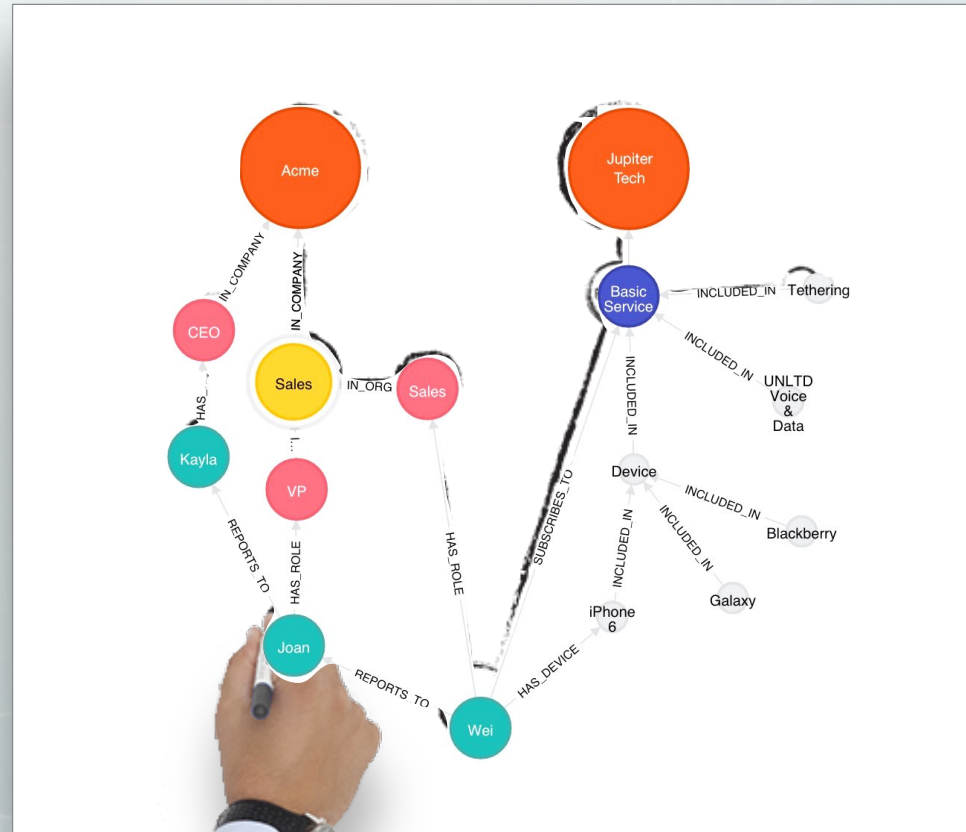 Acme
Jupiter
Tech
IN_COMPANY
IN_COMPANY
Basic
Service
INCLUDED_IN
Tethering
CEO
INCLUDED_IN
Sales
IN_ORG
Sales
UNLTD
Voice
&
Data
HAS_...
INCLUDED_IN
I...
Kayla
Device
VP
INCLUDED_IN
SUBSCRIBES_TO
REPORTS_TO
HAS_ROLE
HAS_ROLE
INCLUDED_IN
INCLUDED_IN
Blackberry
Galaxy
iPhone
6
Joan
REPORTS_TO
HAS_DEVICE
Wei